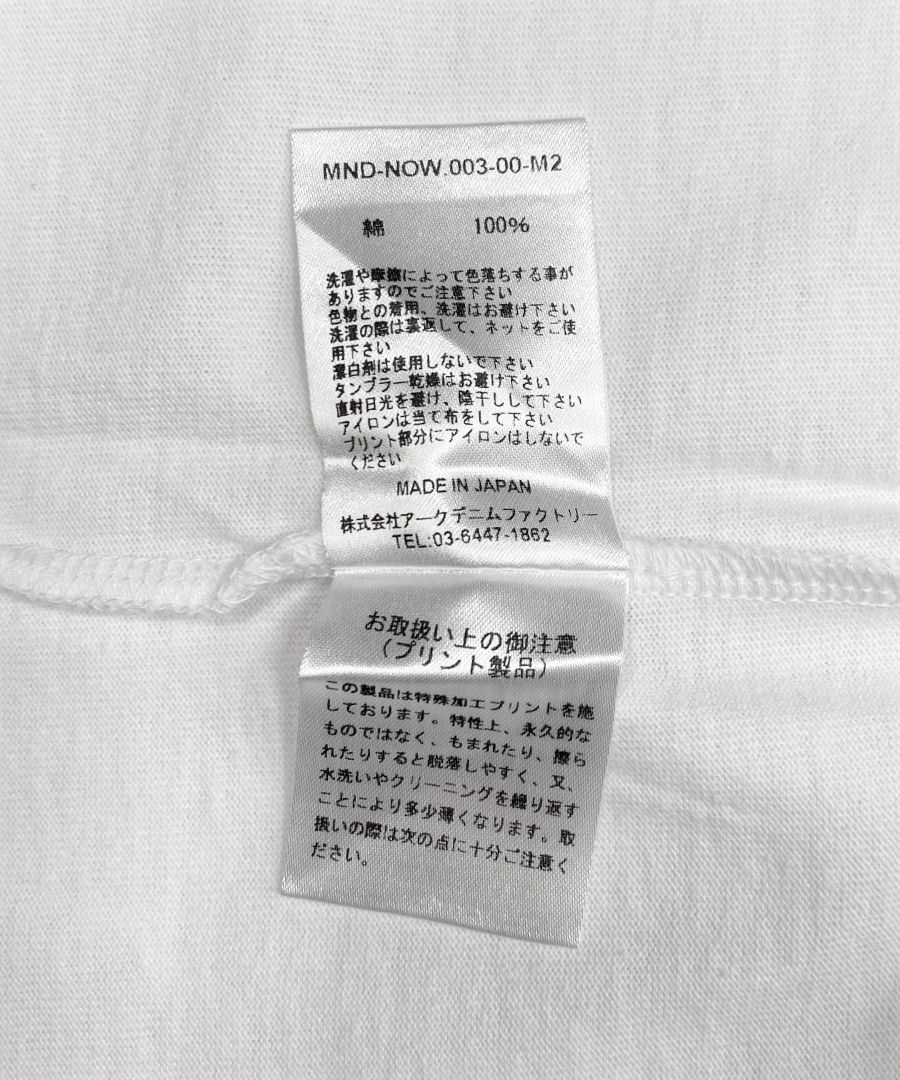 MND-NOW.003-00-M2
綿 100%
洗濯や摩擦によって色落ちする事が
ありますのでご注意下さい
色物との着用、洗濯はお避け下さい
洗濯の際は裏返して、ネットをご使
用下さい
漂白剤は使用しないで下さい
タンブラー乾燥はお避け下さい
直射日光を避け、陰干しして下さい
アイロンは当て布をして下さい
プリント部分にアイロンはしないで
ください
MADE IN JAPAN
株式会社アークデニムファクトリー
TEL:03-6447-1862
お取扱い上の御注意
（プリント製品）
この製品は特殊加工プリントを施
しております。特性上、永久的な
ものではなく、もまれたり、擦ら
れたりすると脱落しやすく、又、
水洗いやクリーニングを繰り返す
ことにより多少薄くなります。取
扱いの際は次の点に十分ご注意く
ださい。